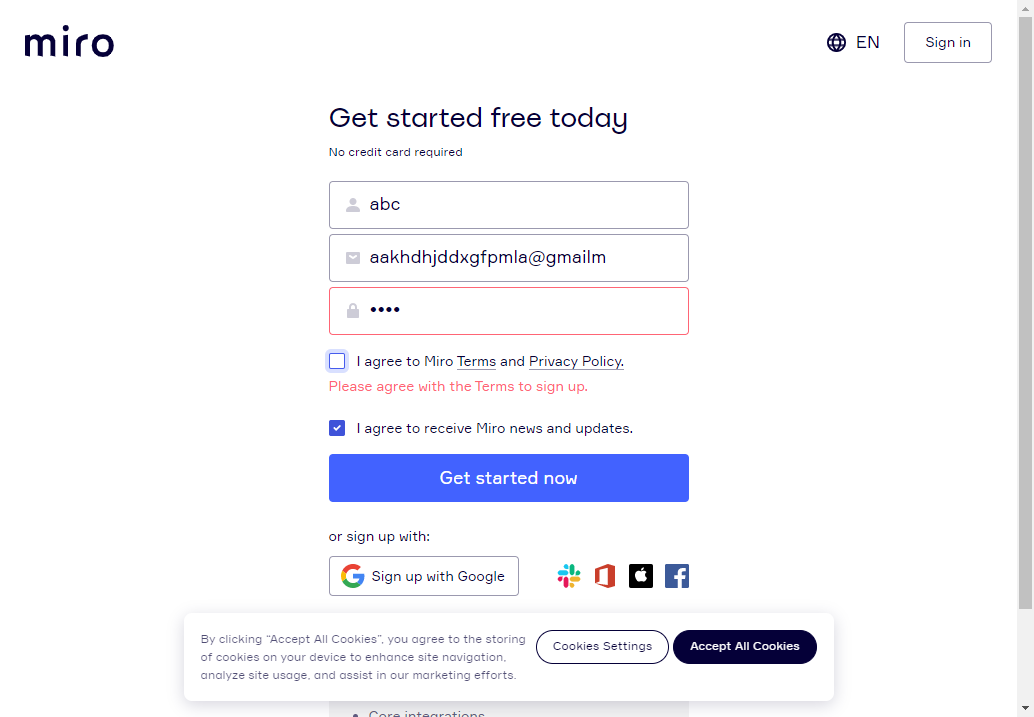 miro
EN
Sign in
Get started free today
No credit card required
abc
aakhdhjddxgfpmla@gmailm
••••
I agree to Miro Terms and Privacy Policy.
Please agree with the Terms to sign up.
I agree to receive Miro news and updates.
Get started now
or sign up with:
Sign up with Google
By clicking “Accept All Cookies”, you agree to the storing
of cookies on your device to enhance site navigation,
analyze site usage, and assist in our marketing efforts.
Cookies Settings
Accept All Cookies
• Core integrations